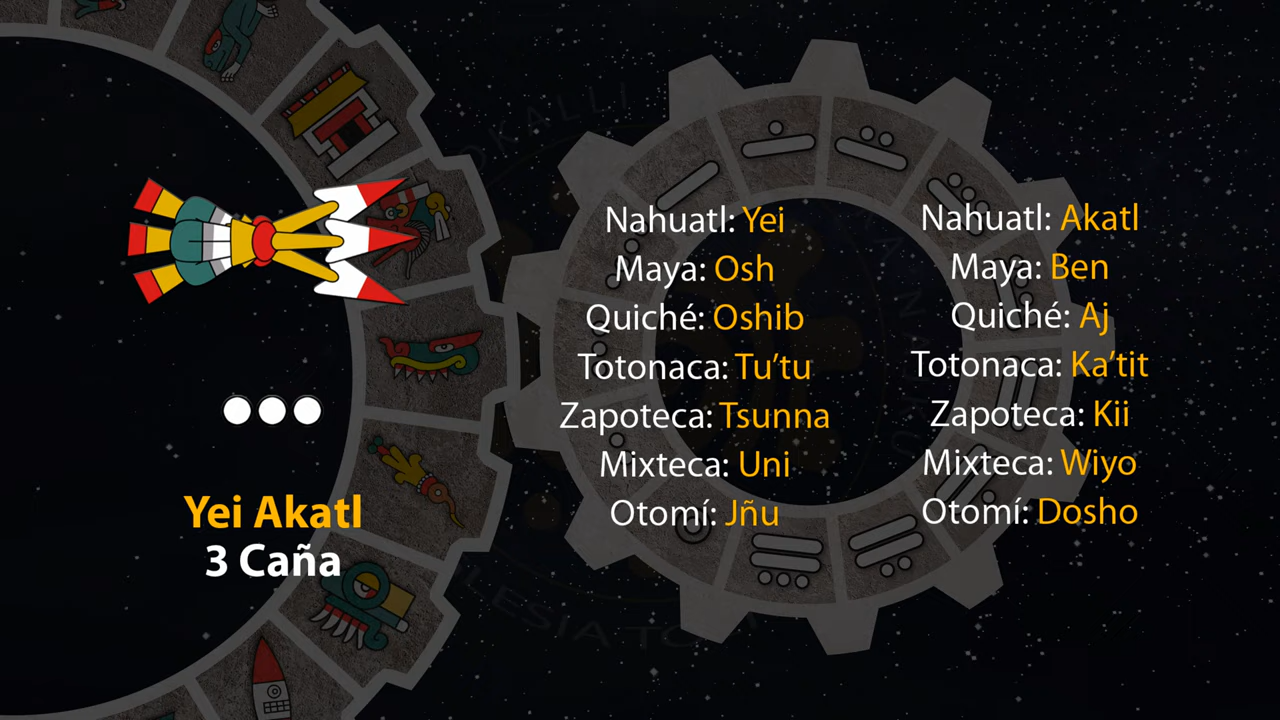 Nahuatl: Yei
Maya: Osh
Quiché: Oshib
Totonaca: Tu’tu
Zapoteca: Tsunna
Mixteca: Uni
Otomí: Jñu
Nahuatl: Akatl
Maya: Ben
Quiché: Aj
Totonaca: Ka’tit
Zapoteca: Kii
Mixteca: Wiyo
Otomí: Dosho
Yei Akatl
3 Caña